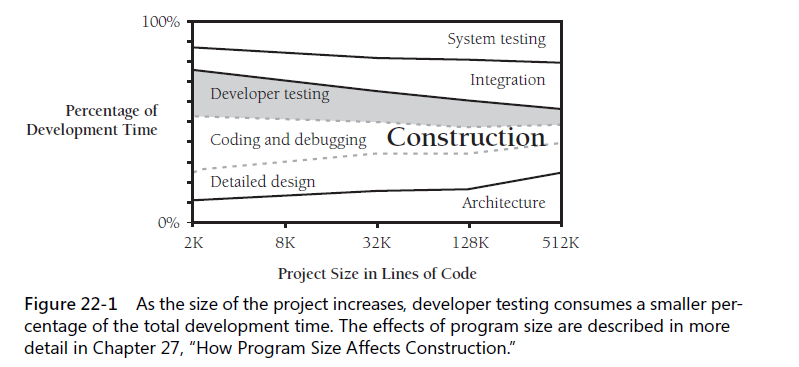 100%
System testing
Integration
Developer testing
Percentage of
Development Time
Coding and debugging Construction
Detailed design
Architecture
0%
2K 8K 32K 128K 512K
Project Size in Lines of Code
Figure 22-1 As the size of the project increases, developer testing consumes a smaller per-
centage of the total development time. The effects of program size are described in more
detail in Chapter 27, “How Program Size Affects Construction.”